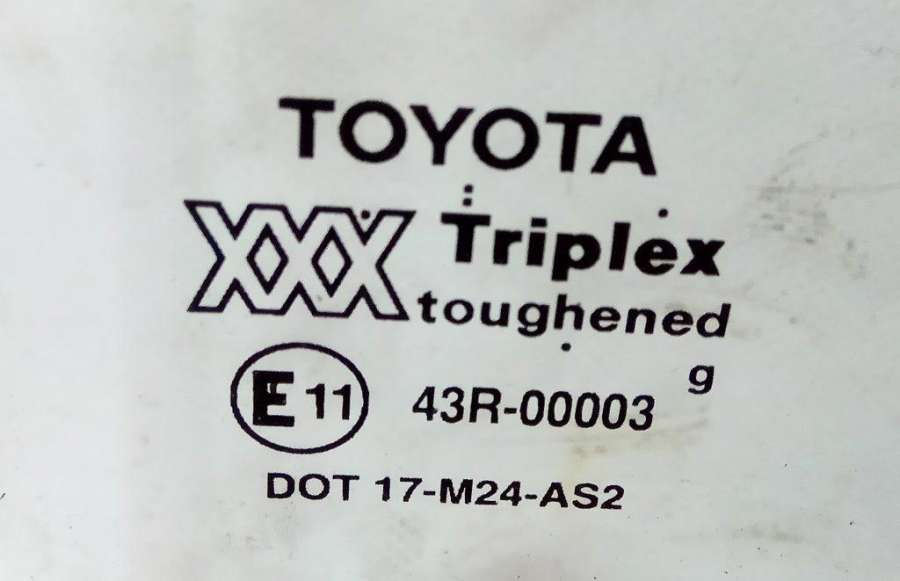 TOYOTA
XXX Triplex
toughened
g
E 11 43R-00003
DOT 17-M24-AS2